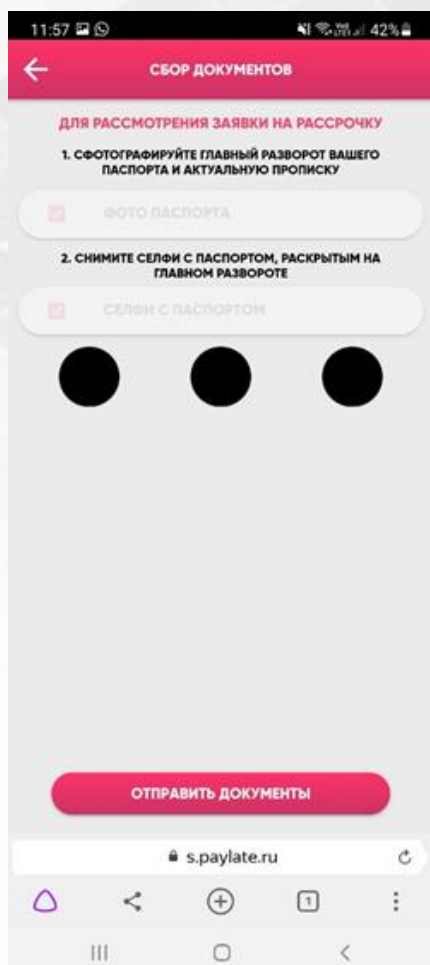 11:57 42%
СБОР ДОКУМЕНТОВ
ДЛЯ РАССМОТРЕНИЯ ЗАЯВКИ НА РАССРОЧКУ
1. СФОТОГРАФИРУЙТЕ ГЛАВНЫЙ РАЗВОРОТ ВАШЕГО
ПАСПОРТА И АКТУАЛЬНУЮ ПРОПИСКУ
ФОТО ПАСПОРТА
2. СНИМИТЕ СЕЛФИ С ПАСПОРТОМ, РАСКРЫТЫМ НА
ГЛАВНОМ РАЗВОРОТЕ
СЕЛФИ С ПАСПОРТОМ
ОТПРАВИТЬ ДОКУМЕНТЫ
s.paylate.ru
1